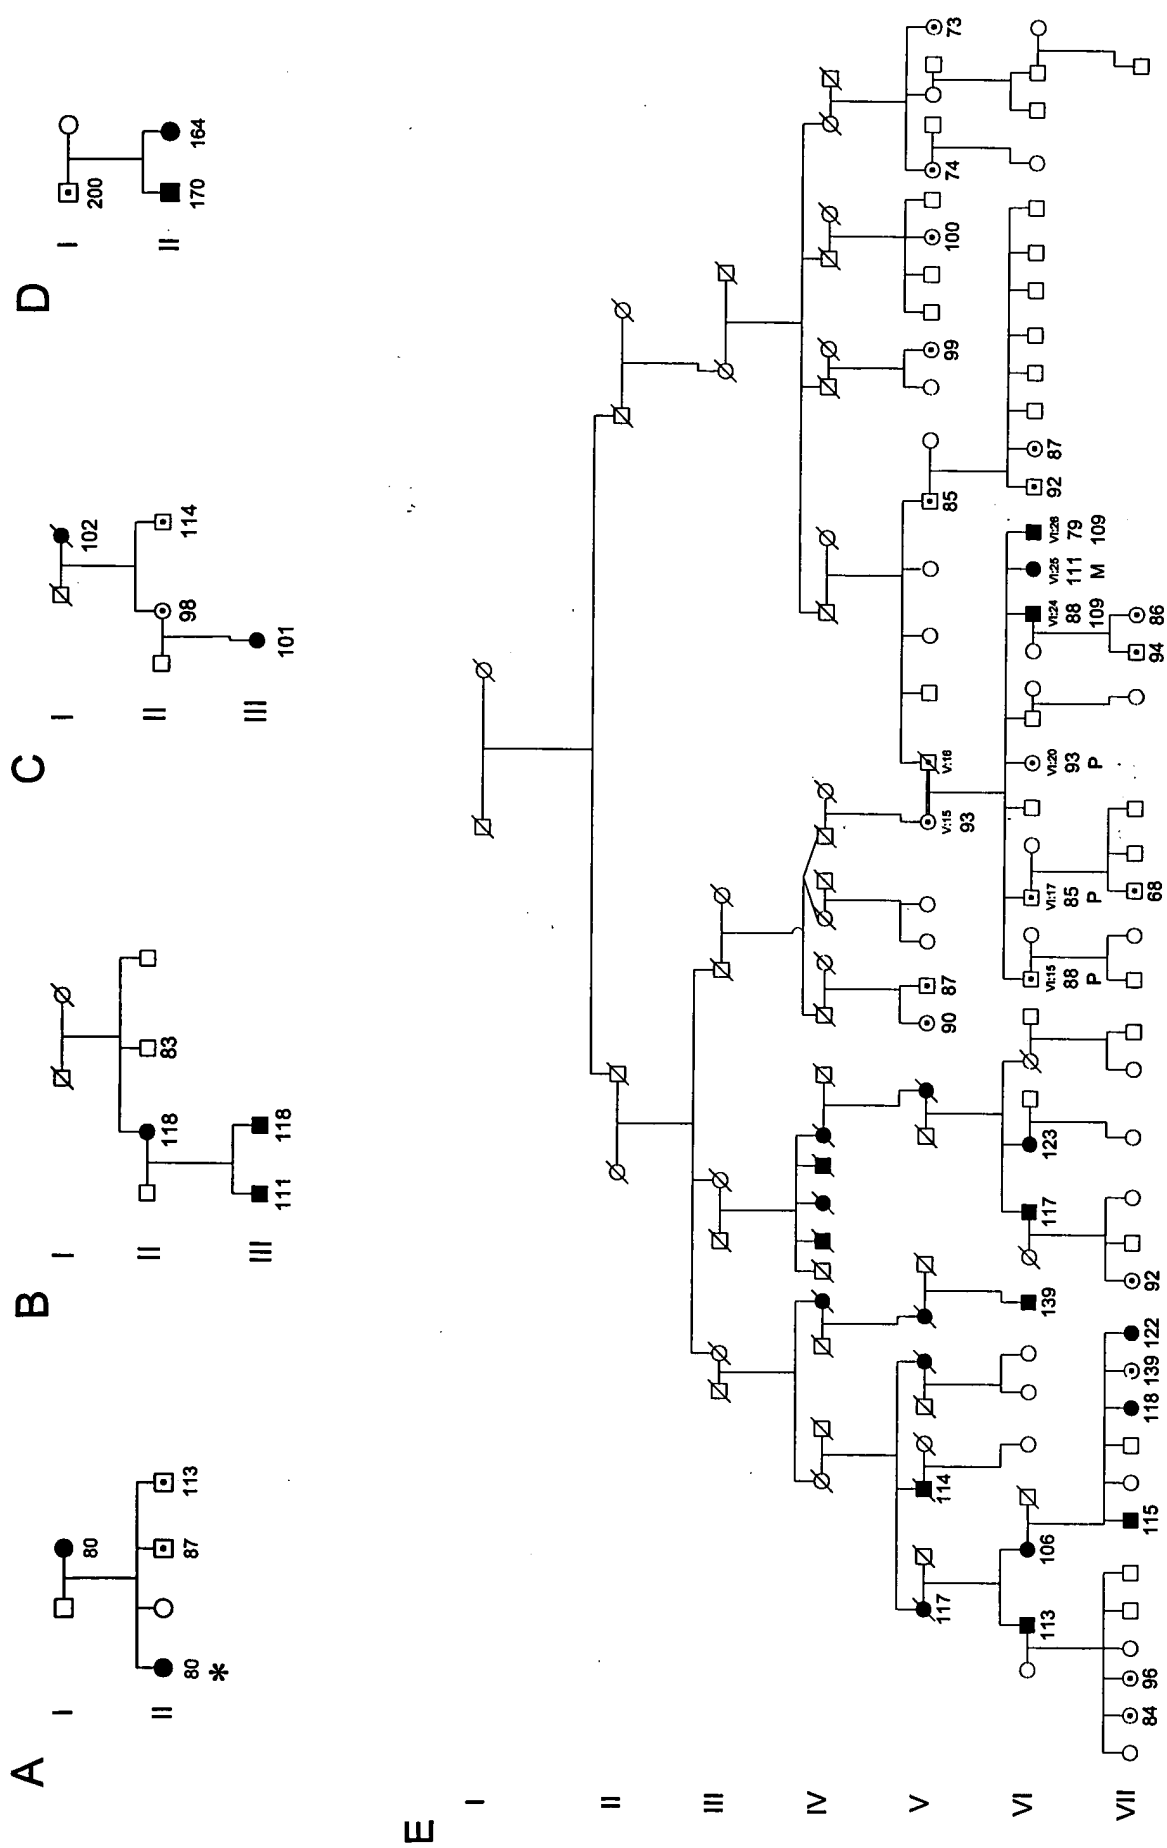 A
I
80
II
80 87 113
*
B
I
II
118 83
III
111 118
C
I
102
II
98 114
III
101
D
I
200
II
170 164
E
I
II
III
IV
V
V:15 V:16
117 114 90 87 93 85 99 100 74 73
VI
VI:15 VI:17 VI:20 VI:24 VI:25 VI:26
113 106 139 117 123 88 85 93 88 111 79 92 87
P P P 109 M 109
VII
84 96 115 118 139 122 92 68 94 86